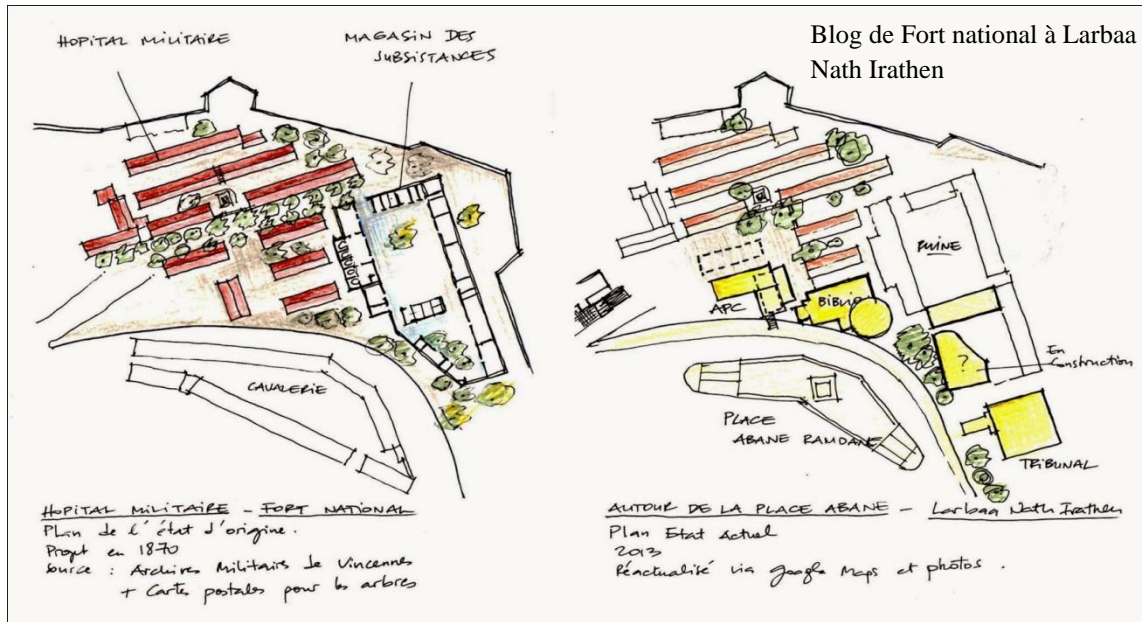 Blog de Fort national à Larbaa
Nath Irathen
HOPITAL MILITAIRE
MAGASIN DES
SUBSISTANCES
CAVALERIE
HOPITAL MILITAIRE - FORT NATIONAL
Plan de l'état d'origine.
Projet en 1870
Source : Archives Militaires de Vincennes
+ Cartes postales pour les arbres
RUINE
APC
BIBLIO
?
En
Construction
PLACE
ABANE RAMDANE
TRIBUNAL
AUTOUR DE LA PLACE ABANE - Larbaa Nath Irathen
Plan Etat Actuel
2013
Réactualisé via google Maps et photos.